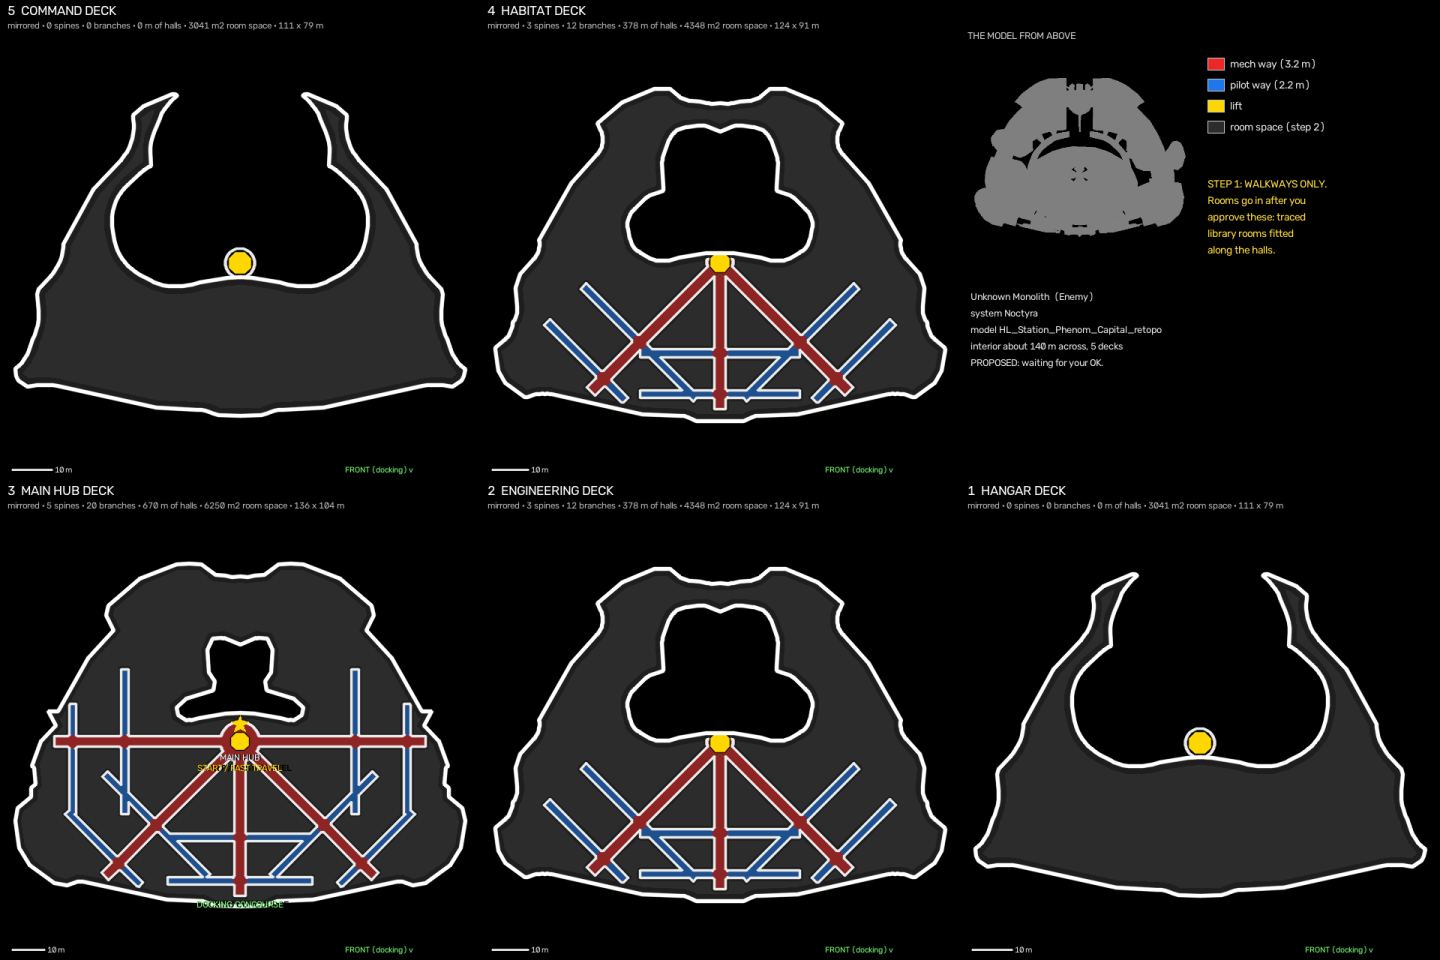 5 COMMAND DECK
mirrored • 0 spines • 0 branches • 0 m of halls • 3041 m2 room space • 111 x 79 m
10 m
FRONT (docking) v
4 HABITAT DECK
mirrored • 3 spines • 12 branches • 378 m of halls • 4348 m2 room space • 124 x 91 m
10 m
FRONT (docking) v
THE MODEL FROM ABOVE
mech way (3.2 m)
pilot way (2.2 m)
lift
room space (step 2)
STEP 1: WALKWAYS ONLY.
Rooms go in after you
approve these: traced
library rooms fitted
along the halls.
Unknown Monolith (Enemy)
system Noctyra
model HL_Station_Phenom_Capital_retopo
interior about 140 m across, 5 decks
PROPOSED: waiting for your OK.
3 MAIN HUB DECK
mirrored • 5 spines • 20 branches • 670 m of halls • 6250 m2 room space • 136 x 104 m
MAIN HUB
START / FAST TRAVEL
DOCKING CONCOURSE
10 m
FRONT (docking) v
2 ENGINEERING DECK
mirrored • 3 spines • 12 branches • 378 m of halls • 4348 m2 room space • 124 x 91 m
10 m
FRONT (docking) v
1 HANGAR DECK
mirrored • 0 spines • 0 branches • 0 m of halls • 3041 m2 room space • 111 x 79 m
10 m
FRONT (docking) v